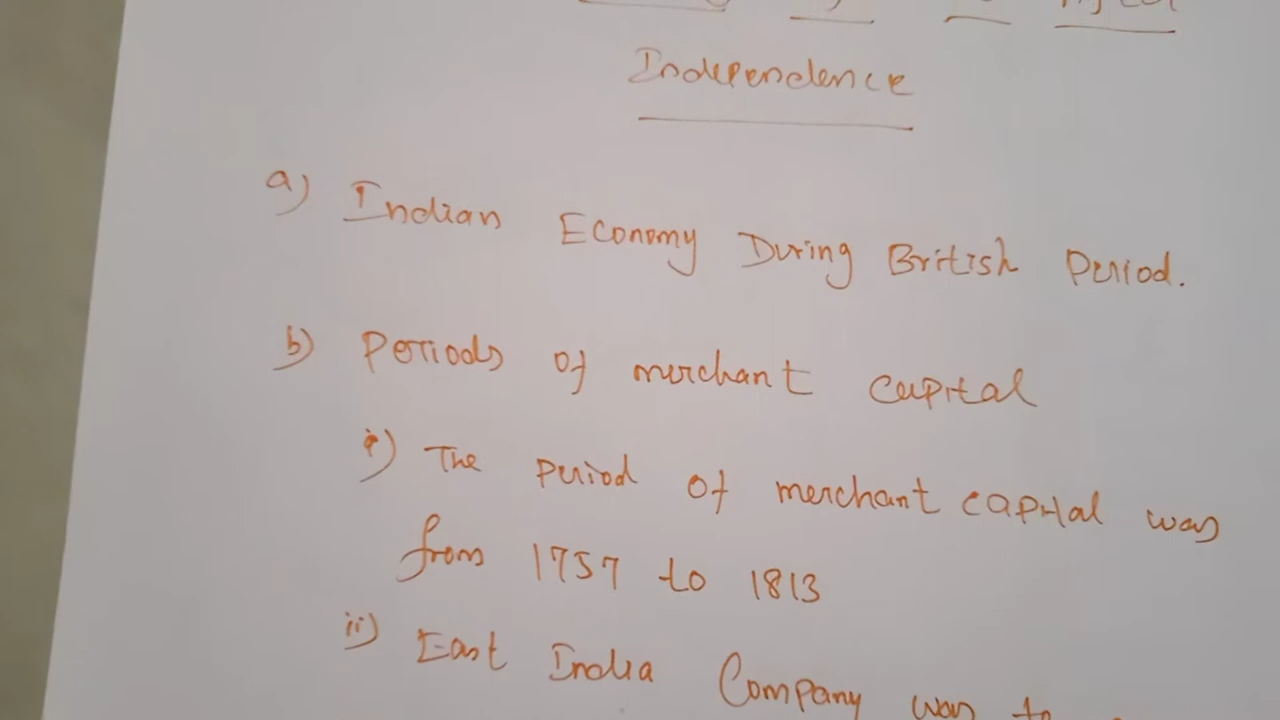 Independence
a) Indian Economy During British Period.
b) Periods of merchant capital
i) The period of merchant capital was
from 1757 to 1813
ii) East India Company was to